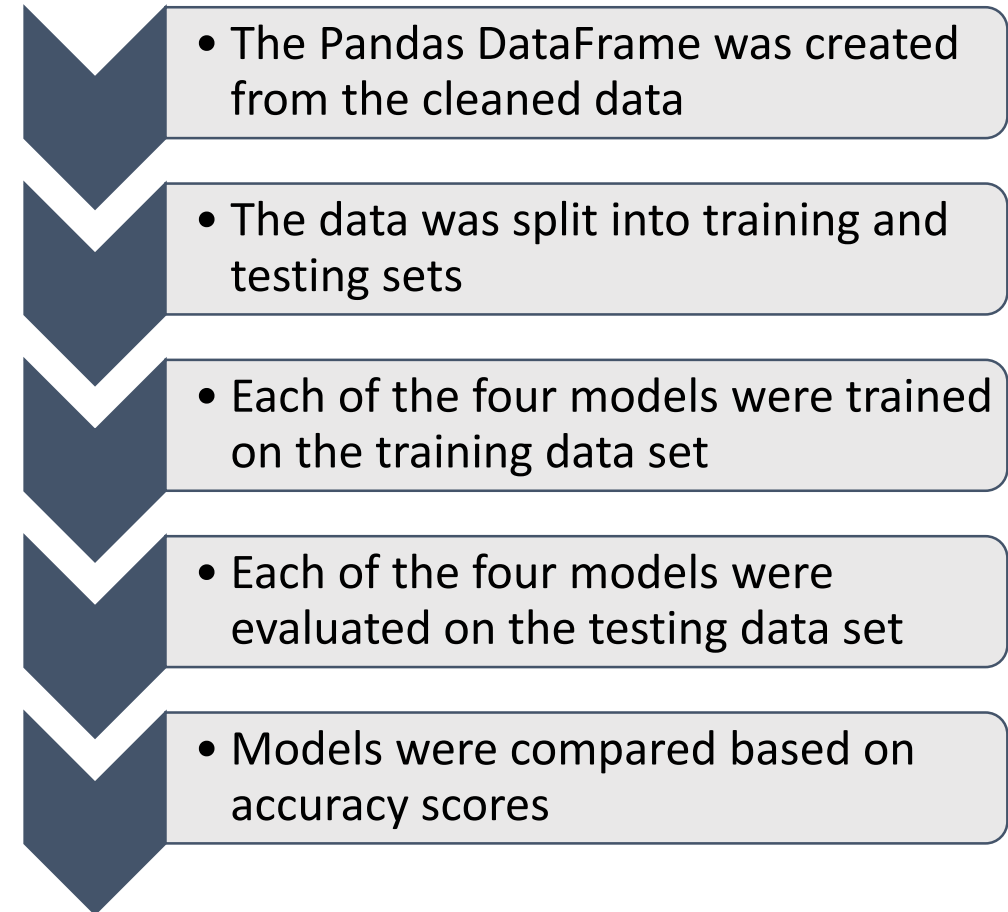 • The Pandas DataFrame was created
from the cleaned data
• The data was split into training and
testing sets
• Each of the four models were trained
on the training data set
• Each of the four models were
evaluated on the testing data set
• Models were compared based on
accuracy scores